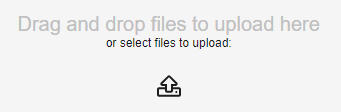 Drag and drop files to upload here
or select files to upload: